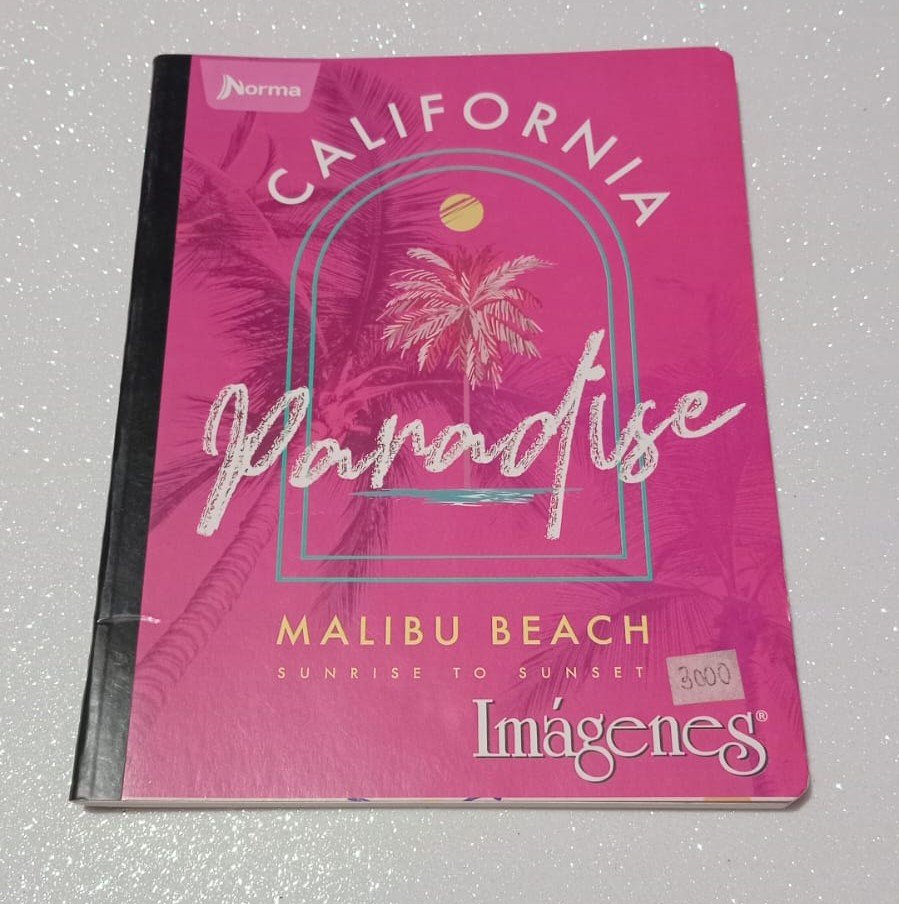 Norma
CALIFORNIA
Paradise
MALIBU BEACH
SUNRISE TO SUNSET
3000
Imágenes®